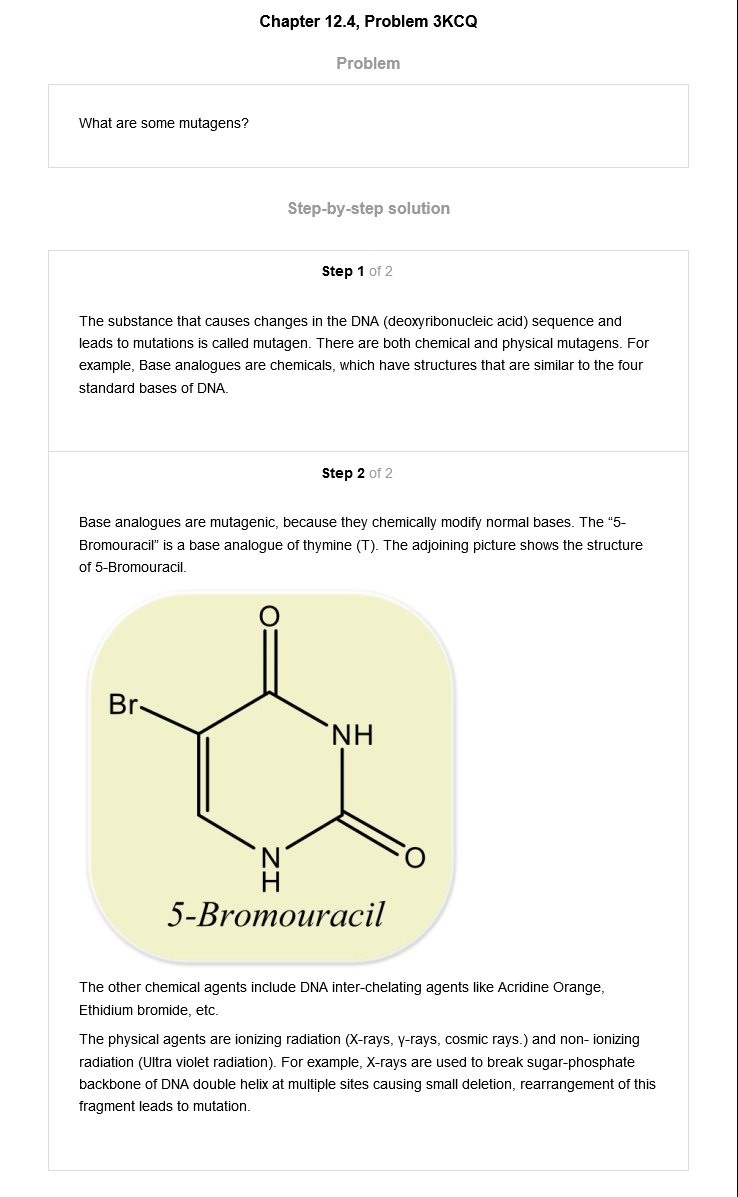 Chapter 12.4, Problem 3KCQ
Problem
What are some mutagens?
Step-by-step solution
Step 1 of 2
The substance that causes changes in the DNA (deoxyribonucleic acid) sequence and
leads to mutations is called mutagen. There are both chemical and physical mutagens. For
example, Base analogues are chemicals, which have structures that are similar to the four
standard bases of DNA.
Step 2 of 2
Base analogues are mutagenic, because they chemically modify normal bases. The “5-
Bromouracil” is a base analogue of thymine (T). The adjoining picture shows the structure
of 5-Bromouracil.
O
Br
NH
N
H
O
5-Bromouracil
The other chemical agents include DNA inter-chelating agents like Acridine Orange,
Ethidium bromide, etc.
The physical agents are ionizing radiation (X-rays, γ-rays, cosmic rays.) and non- ionizing
radiation (Ultra violet radiation). For example, X-rays are used to break sugar-phosphate
backbone of DNA double helix at multiple sites causing small deletion, rearrangement of this
fragment leads to mutation.